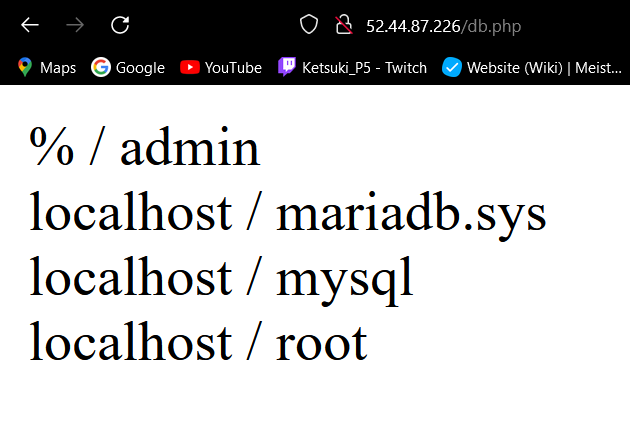 52.44.87.226/db.php
Maps Google YouTube Ketsuki_P5 - Twitch Website (Wiki) | Meist...
% / admin
localhost / mariadb.sys
localhost / mysql
localhost / root